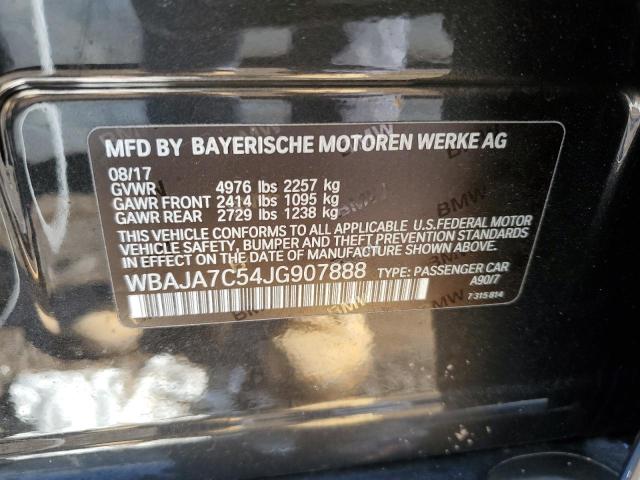 MFD BY BAYERISCHE MOTOREN WERKE AG
08/17
GVWR 4976 lbs 2257 kg
GAWR FRONT 2414 lbs 1095 kg
GAWR REAR 2729 lbs 1238 kg
THIS VEHICLE CONFORMS TO ALL APPLICABLE U.S.FEDERAL MOTOR
VEHICLE SAFETY, BUMPER AND THEFT PREVENTION STANDARDS
IN EFFECT ON THE DATE OF MANUFACTURE SHOWN ABOVE.
WBAJA7C54JG907888 TYPE: PASSENGER CAR
A90/7
7 315 814